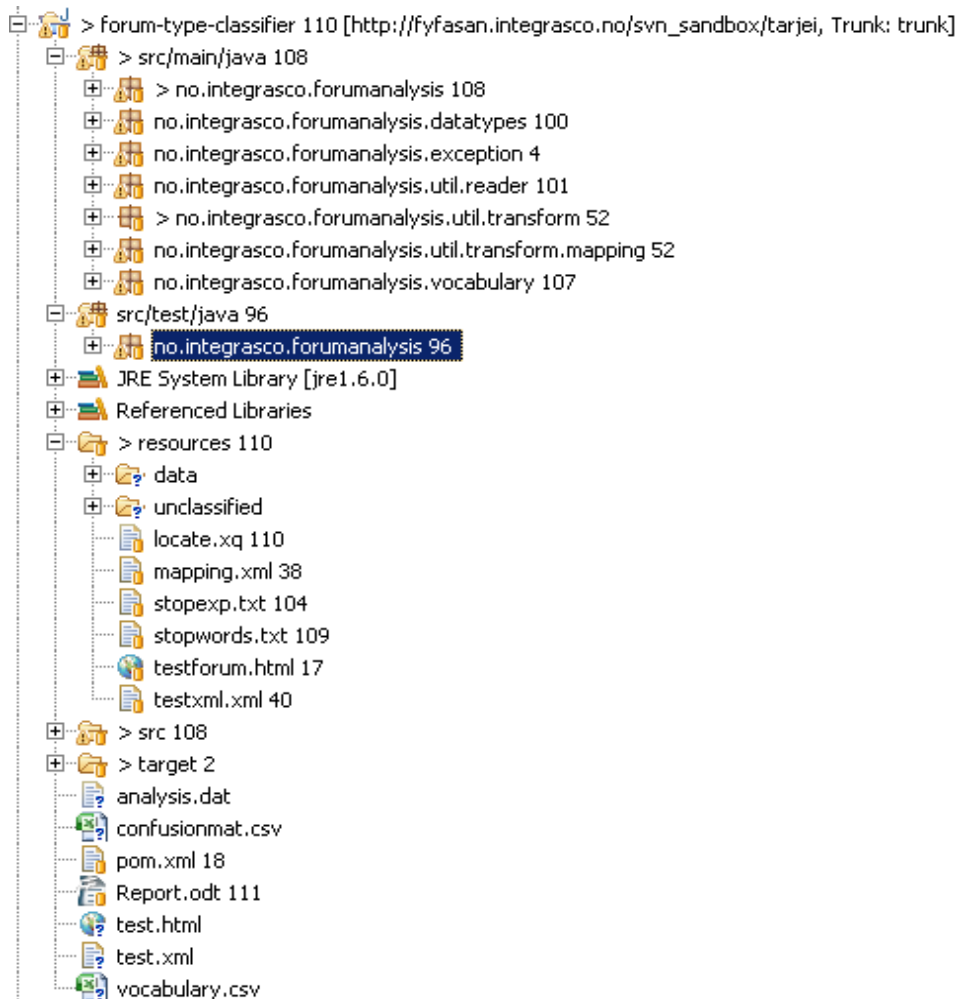 > forum-type-classifier 110 [http://fyfasan.integrasco.no/svn_sandbox/tarjei, Trunk: trunk]
> src/main/java 108
> no.integrasco.forumanalysis 108
no.integrasco.forumanalysis.datatypes 100
no.integrasco.forumanalysis.exception 4
no.integrasco.forumanalysis.util.reader 101
> no.integrasco.forumanalysis.util.transform 52
no.integrasco.forumanalysis.util.transform.mapping 52
no.integrasco.forumanalysis.vocabulary 107
src/test/java 96
no.integrasco.forumanalysis 96
JRE System Library [jre1.6.0]
Referenced Libraries
> resources 110
data
unclassified
locate.xq 110
mapping.xml 38
stopexp.txt 104
stopwords.txt 109
testforum.html 17
testxml.xml 40
> src 108
> target 2
analysis.dat
confusionmat.csv
pom.xml 18
Report.odt 111
test.html
test.xml
vocabulary.csv